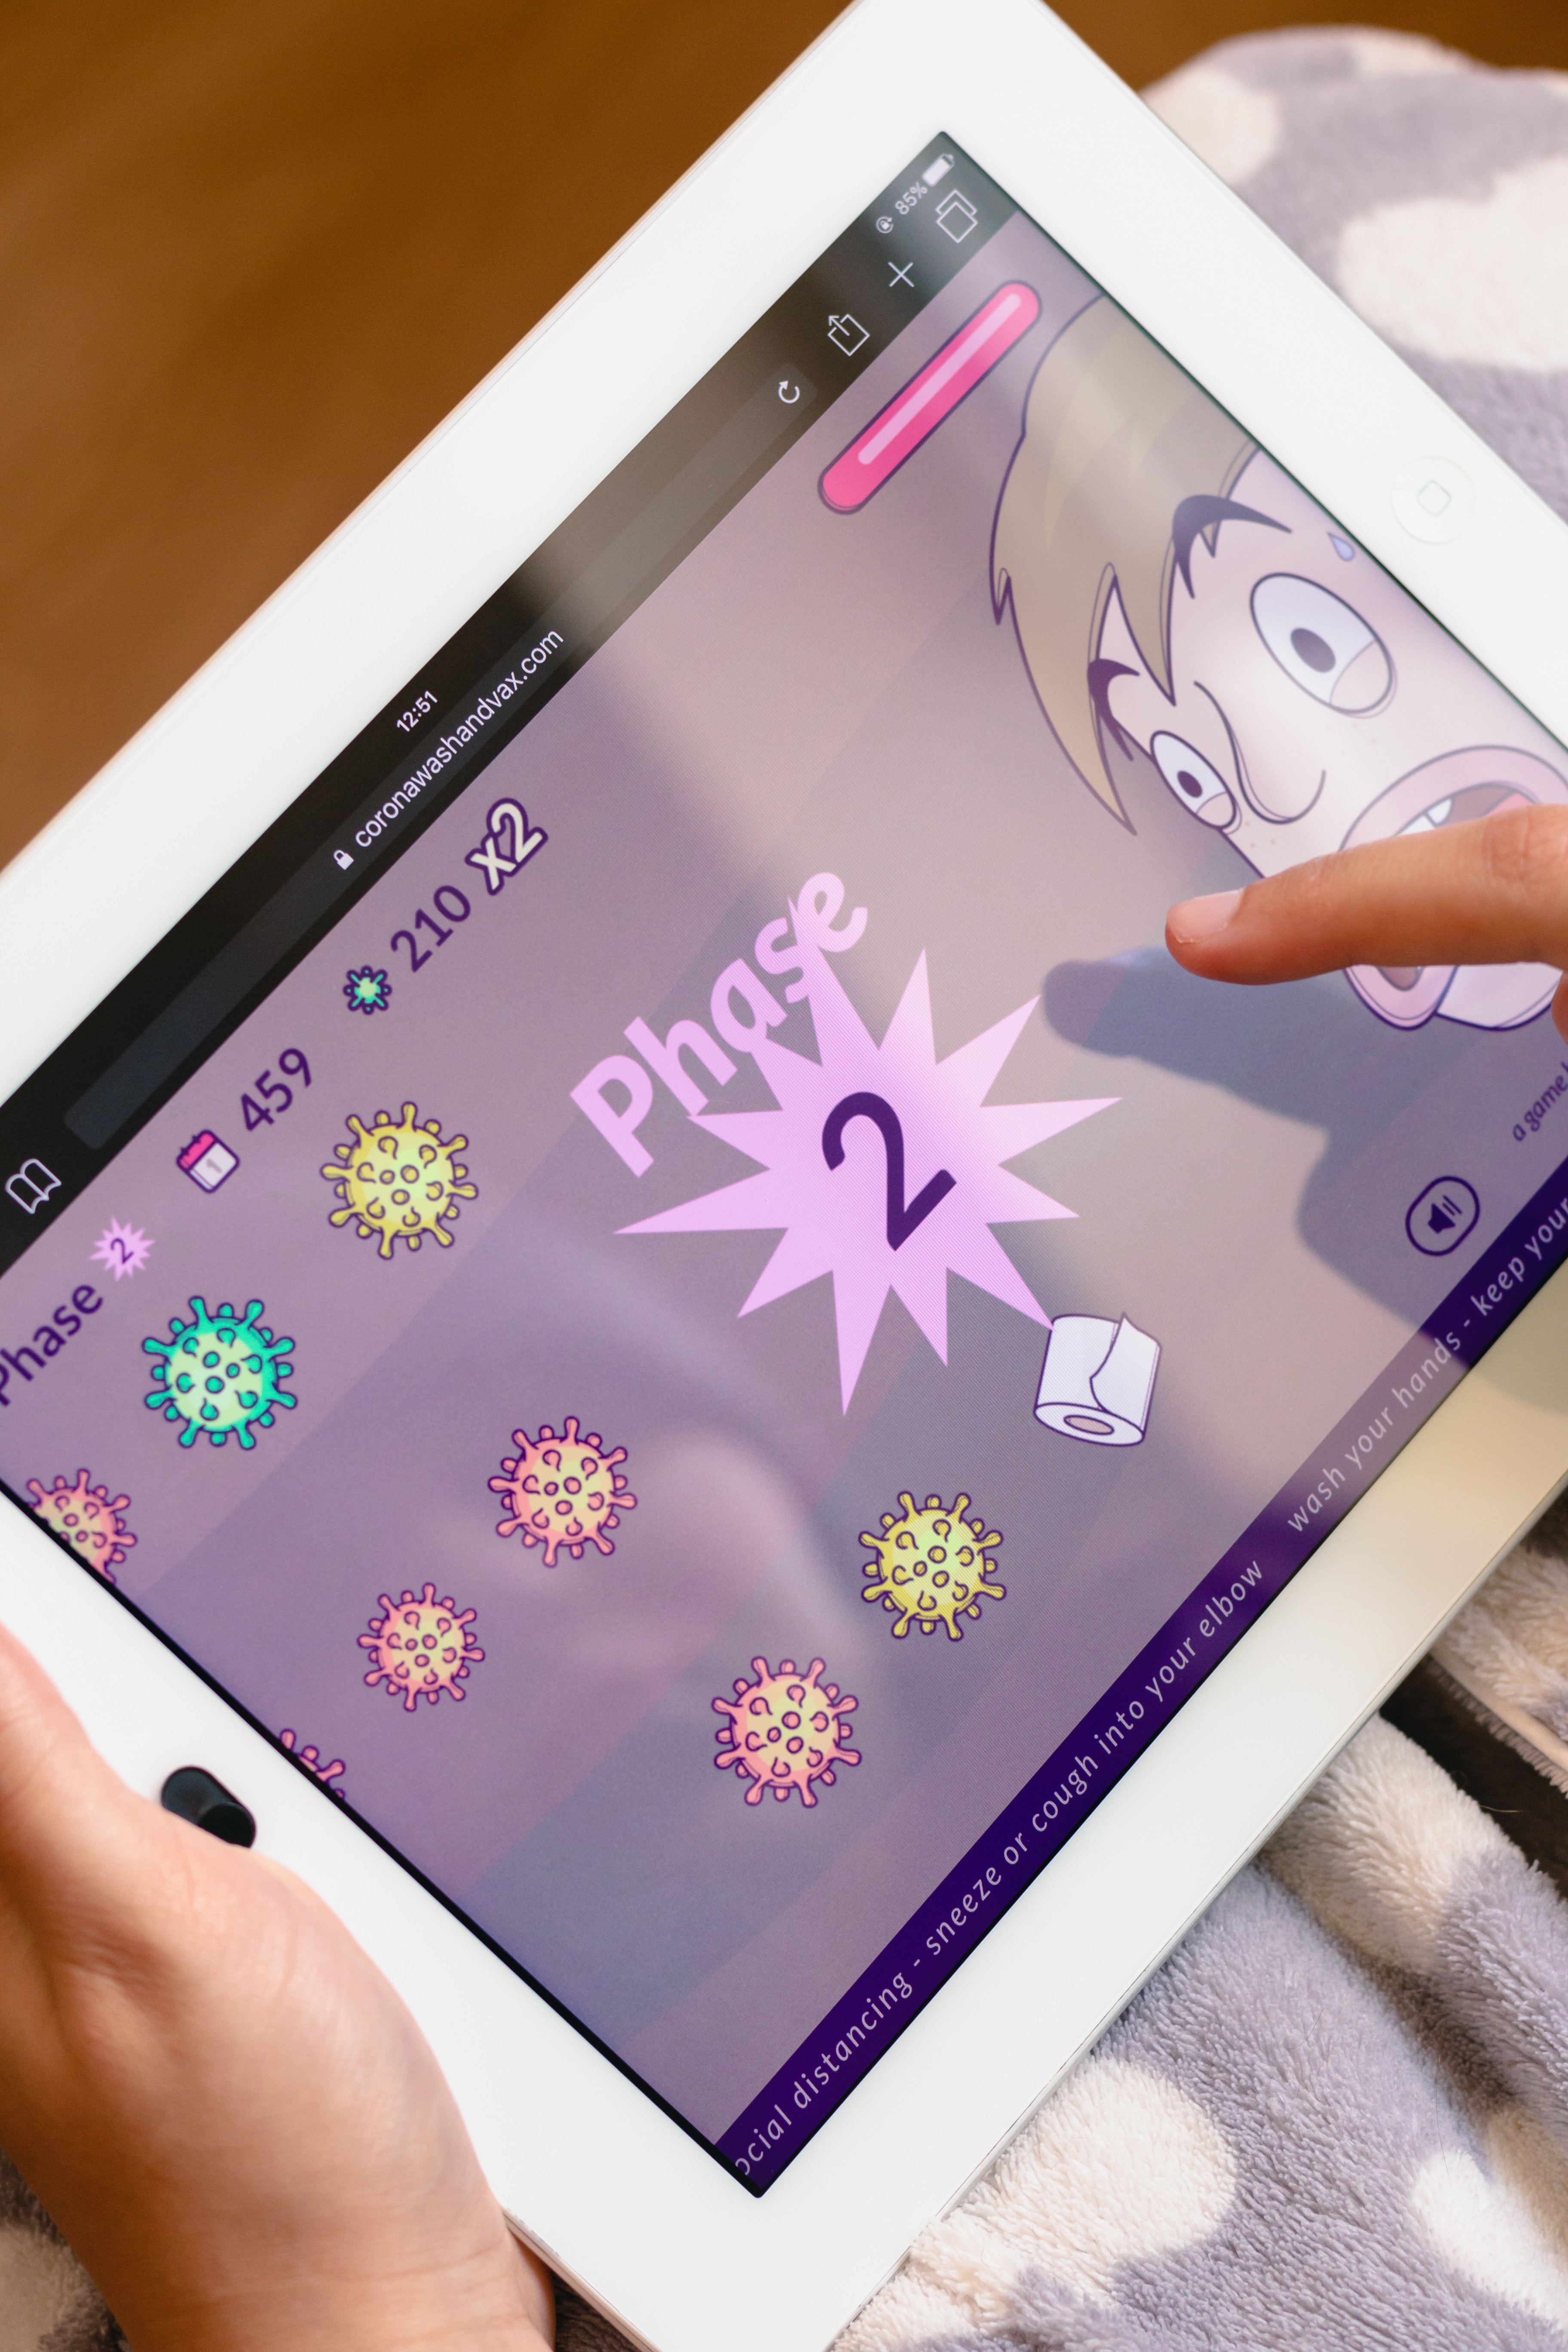 12:51
85%
coronawashandvax.com
Phase 2
459
210 x2
Phase
2
a game
distancing - sneeze or cough into your elbow
wash your hands - keep your